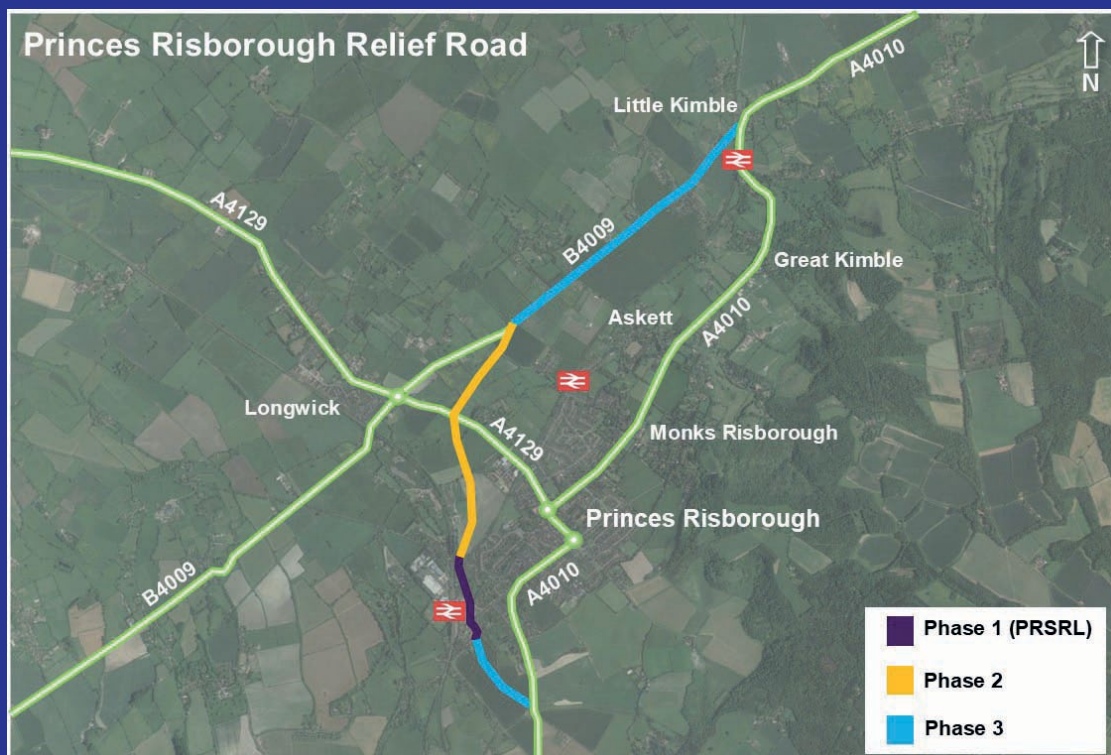 Princes Risborough Relief Road
A4010
N
Little Kimble
A4129
B4009
Great Kimble
Askett
A4010
Longwick
A4129
Monks Risborough
Princes Risborough
B4009
A4010
Phase 1 (PRSRL)
Phase 2
Phase 3